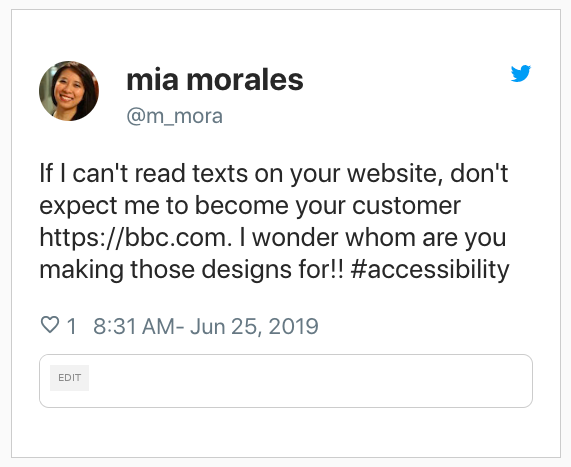 mia morales
@m_mora
If I can't read texts on your website, don't
expect me to become your customer
https://bbc.com. I wonder whom are you
making those designs for!! #accessibility
1 8:31 AM- Jun 25, 2019
EDIT